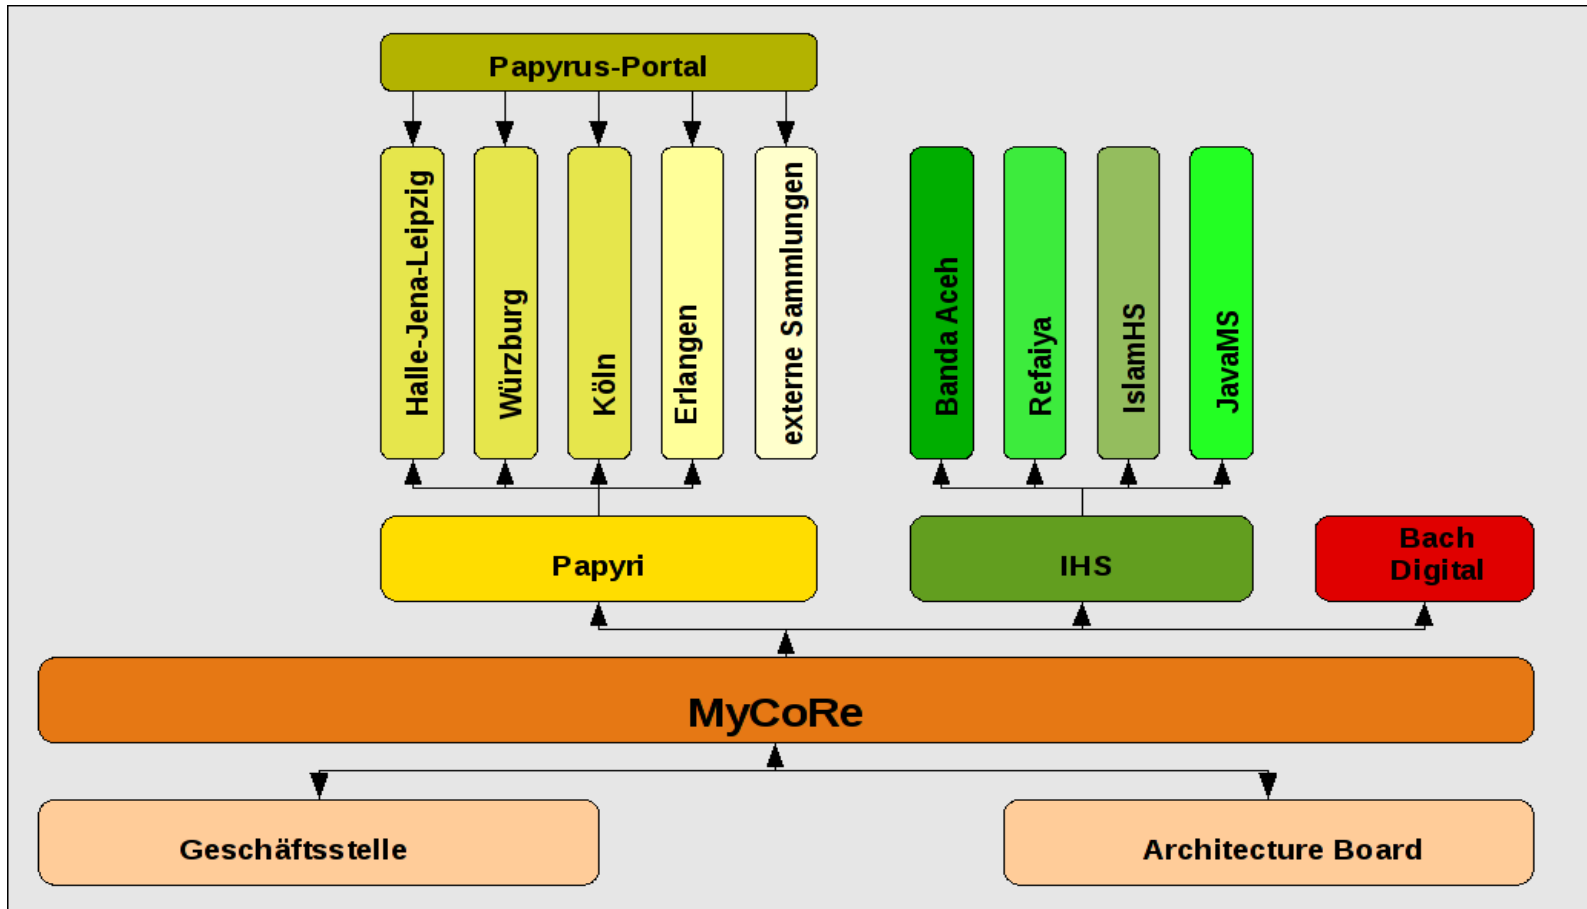 Papyrus-Portal
Halle-Jena-Leipzig
Würzburg
Köln
Erlangen
externe Sammlungen
Banda Aceh
Refaiya
IslamHS
JavaMS
Papyri
IHS
Bach
Digital
MyCoRe
Geschäftsstelle
Architecture Board